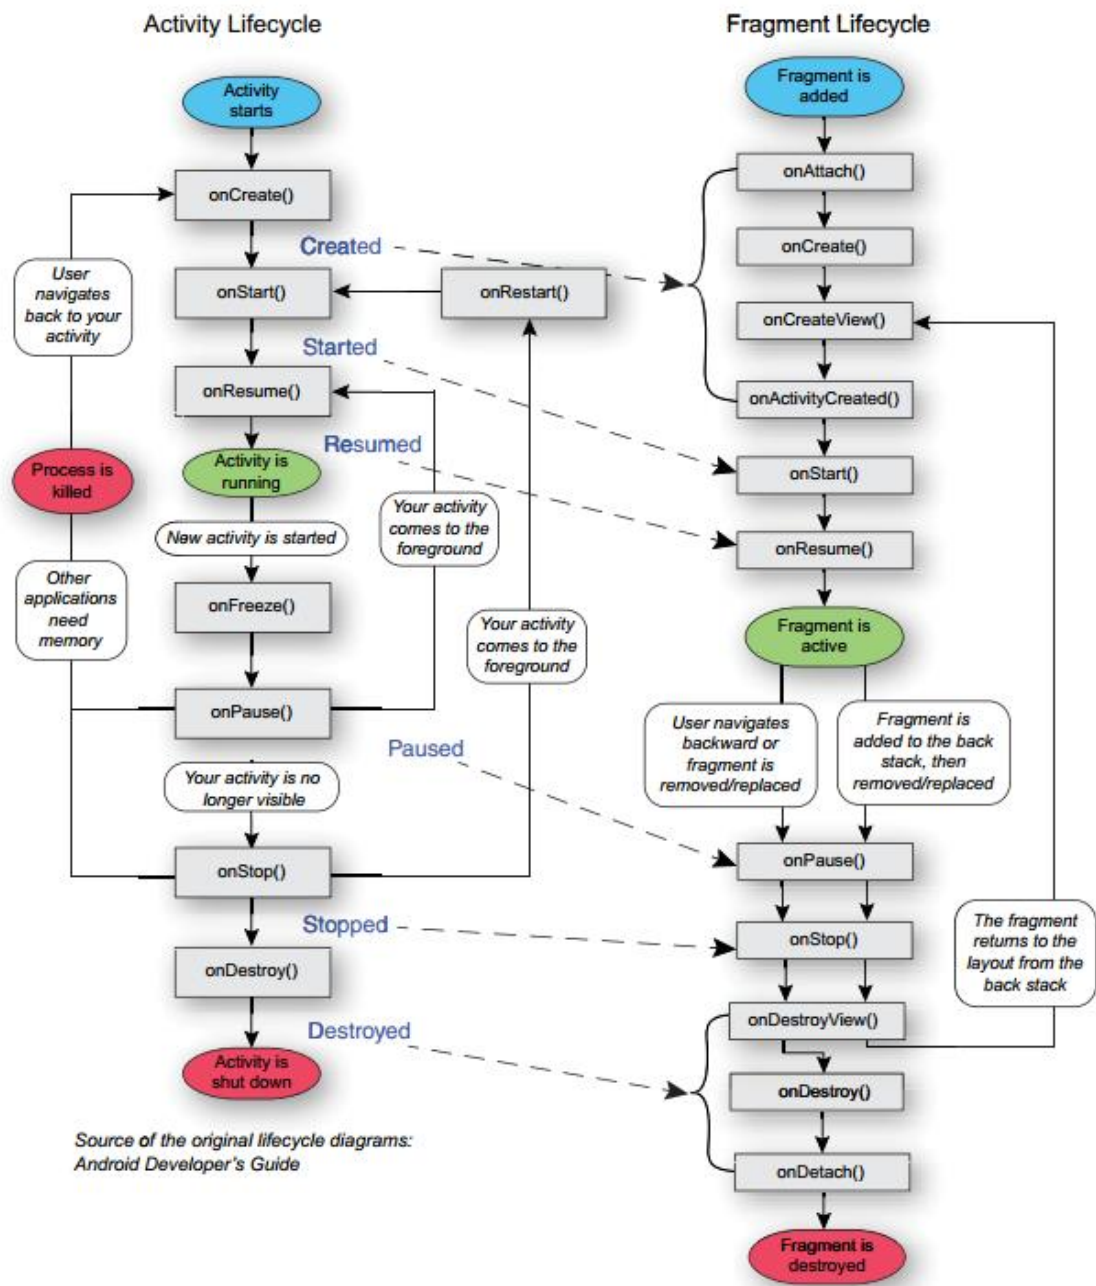 Activity Lifecycle
Activity
starts
onCreate()
Created
User
navigates
back to your
activity
onStart()
onRestart()
Started
onResume()
Resumed
Process is
killed
Activity is
running
Your activity
comes to the
foreground
New activity is started
Other
applications
need
memory
onFreeze()
Your activity
comes to the
foreground
onPause()
Paused
Your activity is no
longer visible
onStop()
Stopped
onDestroy()
Destroyed
Activity is
shut down
Source of the original lifecycle diagrams:
Android Developer's Guide
Fragment Lifecycle
Fragment is
added
onAttach()
onCreate()
onCreateView()
onActivityCreated()
onStart()
onResume()
Fragment is
active
User navigates
backward or
fragment is
removed/replaced
Fragment is
added to the back
stack, then
removed/replaced
onPause()
onStop()
The fragment
returns to the
layout from the
back stack
onDestroyView()
onDestroy()
onDetach()
Fragment is
destroyed